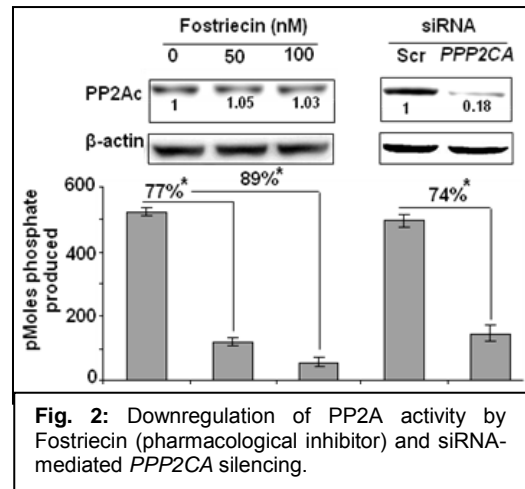 Fostriecin (nM)
siRNA
0 50 100
Scr PPP2CA
PP2Ac
1 1.05 1.03
1 0.18
β-actin
600
77%* 89%* 74%*
400
200
0
pMoles phosphate
produced
Fig. 2: Downregulation of PP2A activity by
Fostriecin (pharmacological inhibitor) and siRNA-
mediated PPP2CA silencing.